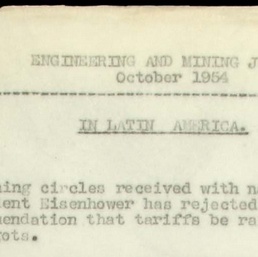 ENGINEERING AND MINING J
October 1954
IN LATIN AMERICA.
ning circles received with n
ent Eisenhower has rejected
endation that tariffs be ra
ots.